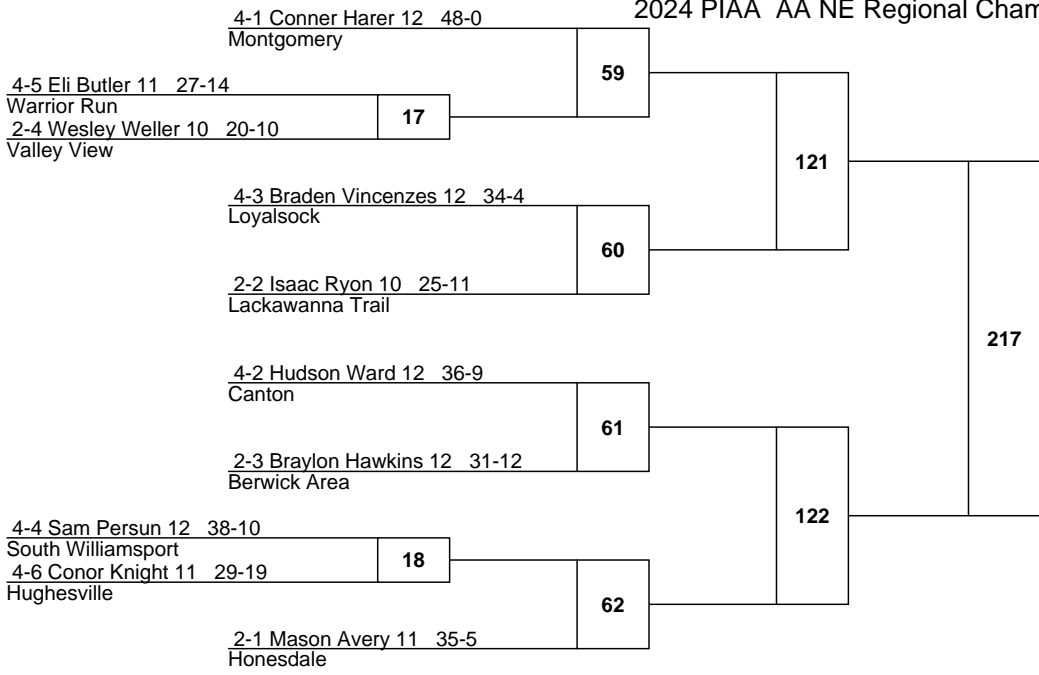 2024 PIAA AA NE Regional Cham
4-1 Conner Harer 12 48-0
Montgomery
59
4-5 Eli Butler 11 27-14
Warrior Run
17
2-4 Wesley Weller 10 20-10
Valley View
121
4-3 Braden Vincenzes 12 34-4
Loyalsock
60
2-2 Isaac Ryon 10 25-11
Lackawanna Trail
217
4-2 Hudson Ward 12 36-9
Canton
61
2-3 Braylon Hawkins 12 31-12
Berwick Area
122
4-4 Sam Persun 12 38-10
South Williamsport
18
4-6 Conor Knight 11 29-19
Hughesville
62
2-1 Mason Avery 11 35-5
Honesdale